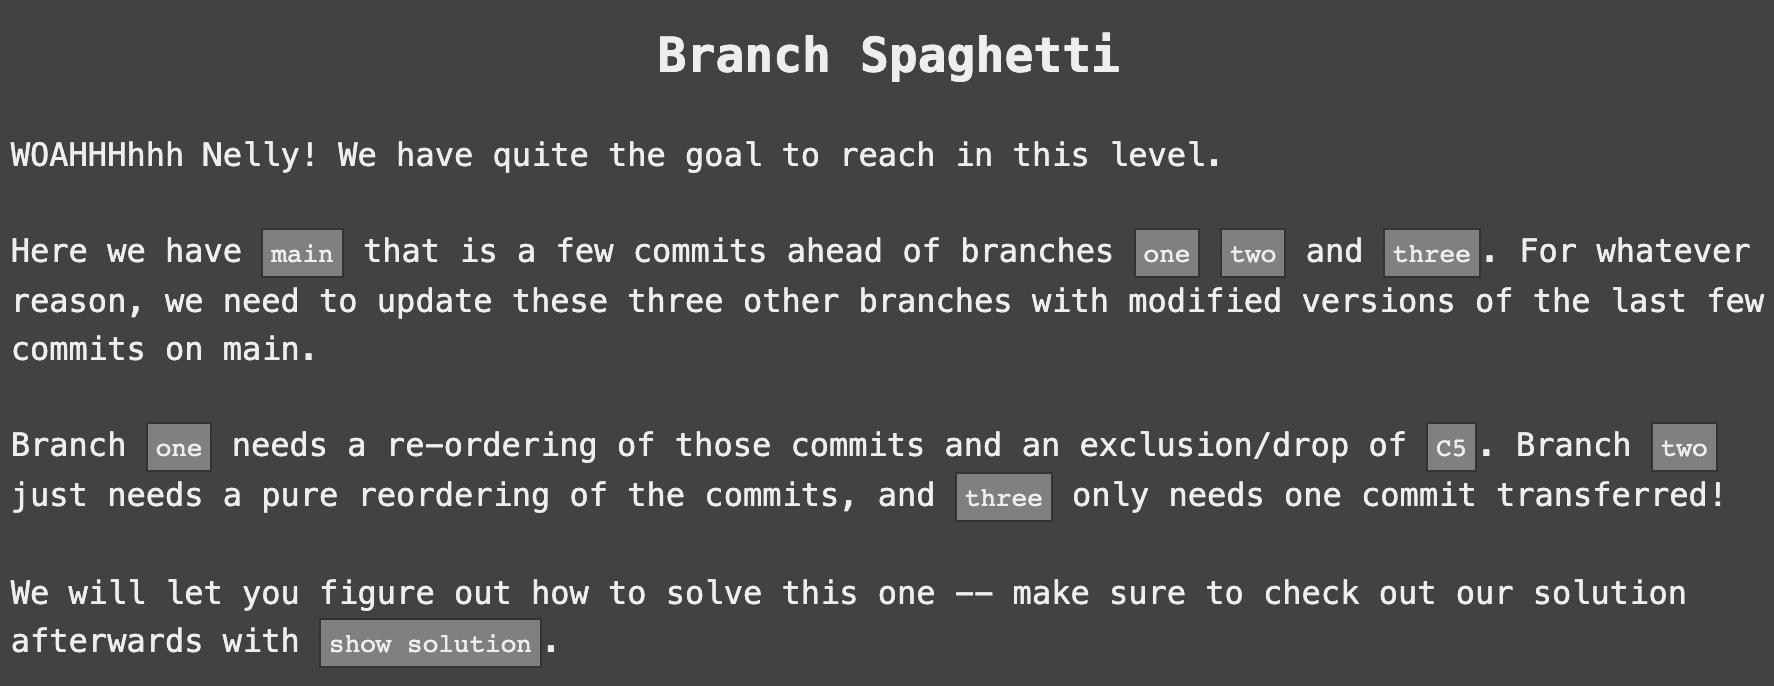 Branch Spaghetti
WOAHHHhhh Nelly! We have quite the goal to reach in this level.
Here we have main that is a few commits ahead of branches one two and three. For whatever
reason, we need to update these three other branches with modified versions of the last few
commits on main.
Branch one needs a re-ordering of those commits and an exclusion/drop of C5. Branch two
just needs a pure reordering of the commits, and three only needs one commit transferred!
We will let you figure out how to solve this one -- make sure to check out our solution
afterwards with show solution.